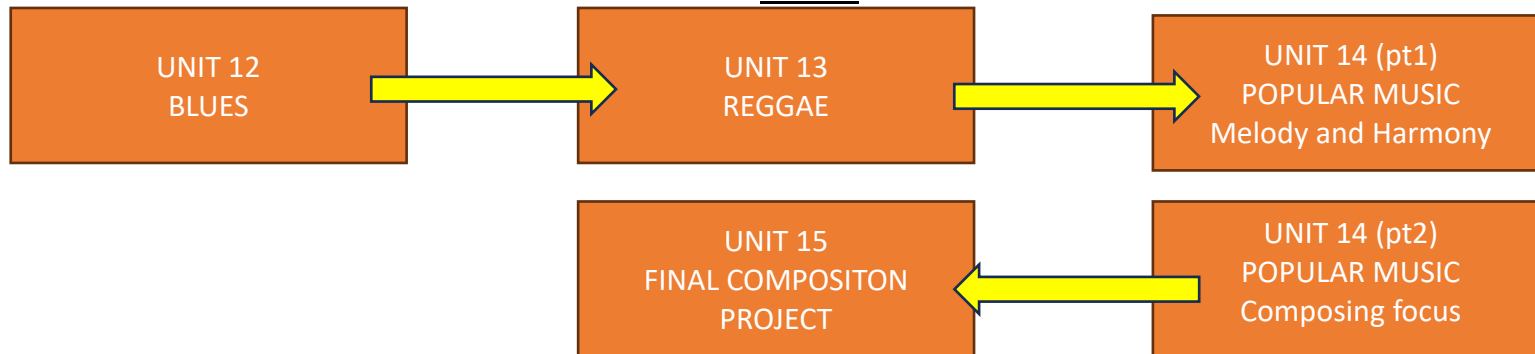 UNIT 12
BLUES
UNIT 13
REGGAE
UNIT 14 (pt1)
POPULAR MUSIC
Melody and Harmony
UNIT 15
FINAL COMPOSITON
PROJECT
UNIT 14 (pt2)
POPULAR MUSIC
Composing focus